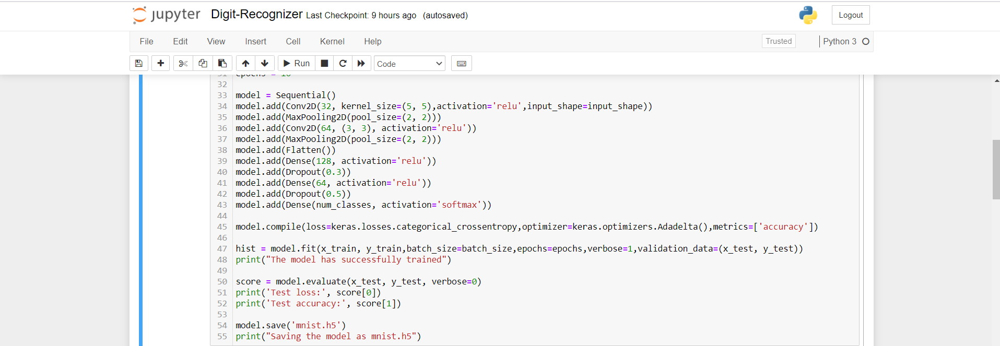 jupyter Digit-Recognizer Last Checkpoint: 9 hours ago (autosaved) Logout
File Edit View Insert Cell Kernel Help Trusted Python 3
Run Code
31 epochs = 10
32
33 model = Sequential()
34 model.add(Conv2D(32, kernel_size=(5, 5),activation='relu',input_shape=input_shape))
35 model.add(MaxPooling2D(pool_size=(2, 2)))
36 model.add(Conv2D(64, (3, 3), activation='relu'))
37 model.add(MaxPooling2D(pool_size=(2, 2)))
38 model.add(Flatten())
39 model.add(Dense(128, activation='relu'))
40 model.add(Dropout(0.3))
41 model.add(Dense(64, activation='relu'))
42 model.add(Dropout(0.5))
43 model.add(Dense(num_classes, activation='softmax'))
44
45 model.compile(loss=keras.losses.categorical_crossentropy,optimizer=keras.optimizers.Adadelta(),metrics=['accuracy'])
46
47 hist = model.fit(x_train, y_train,batch_size=batch_size,epochs=epochs,verbose=1,validation_data=(x_test, y_test))
48 print("The model has successfully trained")
49
50 score = model.evaluate(x_test, y_test, verbose=0)
51 print('Test loss:', score[0])
52 print('Test accuracy:', score[1])
53
54 model.save('mnist.h5')
55 print("Saving the model as mnist.h5")